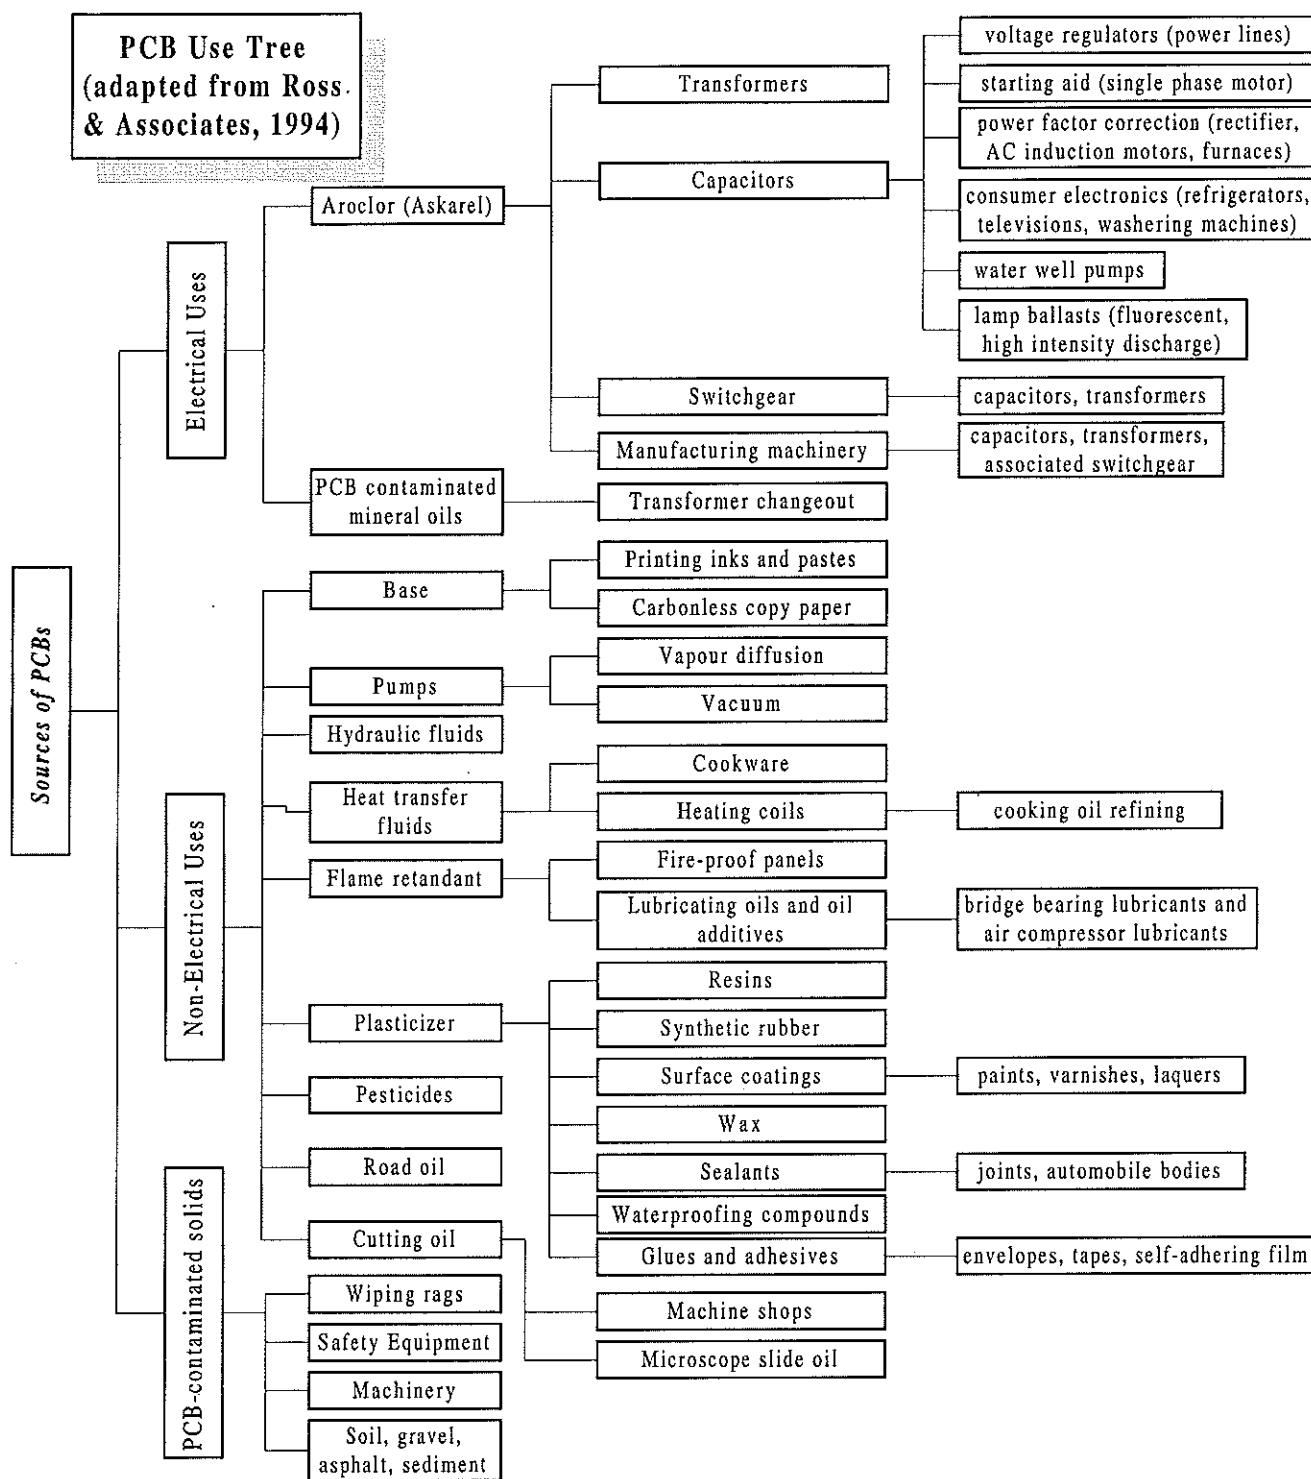 PCB Use Tree
(adapted from Ross
& Associates, 1994)
Sources of PCBs
Electrical Uses
Aroclor (Askarel)
Transformers
Capacitors
voltage regulators (power lines)
starting aid (single phase motor)
power factor correction (rectifier,
AC induction motors, furnaces)
consumer electronics (refrigerators,
televisions, washering machines)
water well pumps
lamp ballasts (fluorescent,
high intensity discharge)
Switchgear
capacitors, transformers
Manufacturing machinery
capacitors, transformers,
associated switchgear
PCB contaminated
mineral oils
Transformer changeout
Non-Electrical Uses
Base
Printing inks and pastes
Carbonless copy paper
Pumps
Vapour diffusion
Vacuum
Hydraulic fluids
Heat transfer
fluids
Cookware
Heating coils
cooking oil refining
Flame retandant
Fire-proof panels
Lubricating oils and oil
additives
bridge bearing lubricants and
air compressor lubricants
Plasticizer
Resins
Synthetic rubber
Surface coatings
paints, varnishes, laquers
Wax
Sealants
joints, automobile bodies
Waterproofing compounds
Glues and adhesives
envelopes, tapes, self-adhering film
Pesticides
Road oil
Cutting oil
Machine shops
Microscope slide oil
PCB-contaminated solids
Wiping rags
Safety Equipment
Machinery
Soil, gravel,
asphalt, sediment